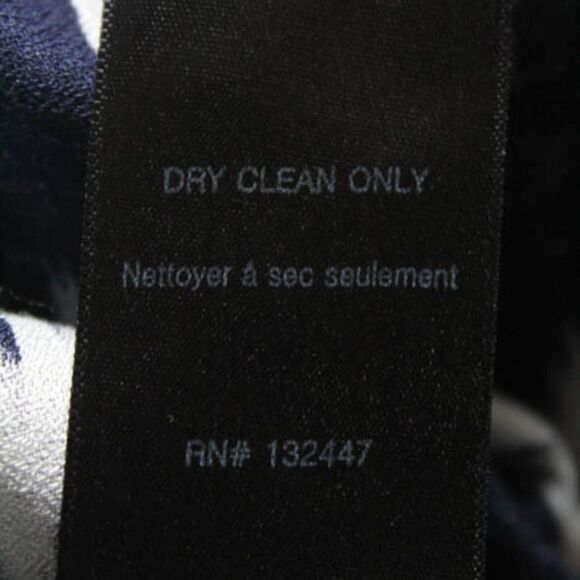 DRY CLEAN ONLY
Nettoyer à sec seulement
RN# 132447